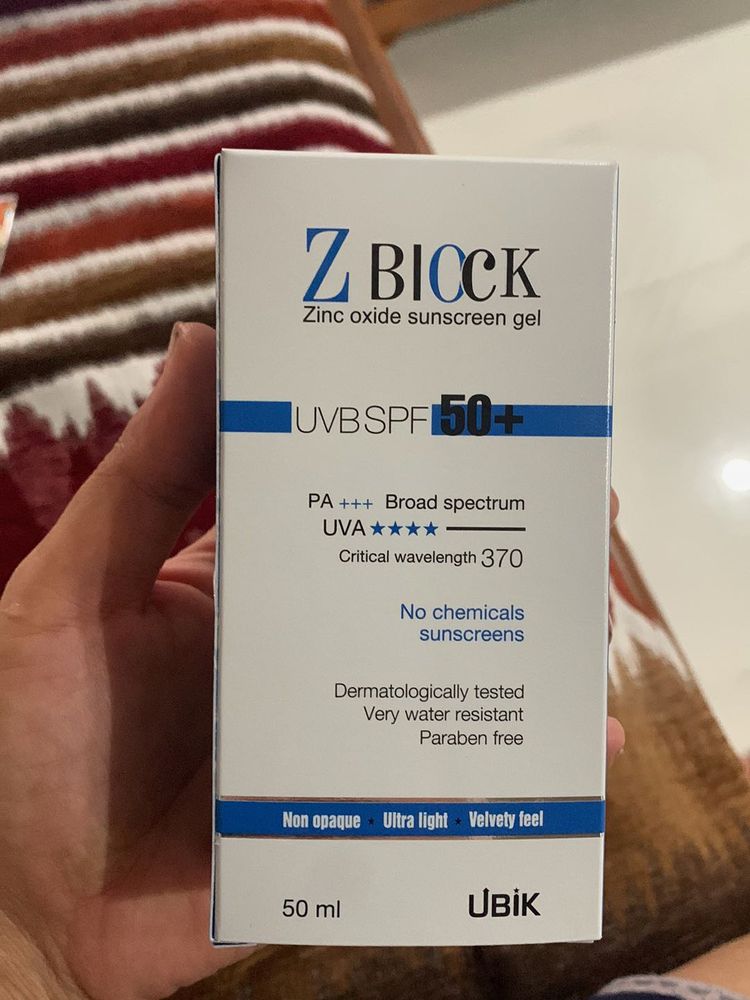 Z BlOcK
Zinc oxide sunscreen gel
UVB SPF 50+
PA +++ Broad spectrum
UVA ★★★★
Critical wavelength 370
No chemicals
sunscreens
Dermatologically tested
Very water resistant
Paraben free
Non opaque ★ Ultra light ★ Velvety feel
50 ml UBiK